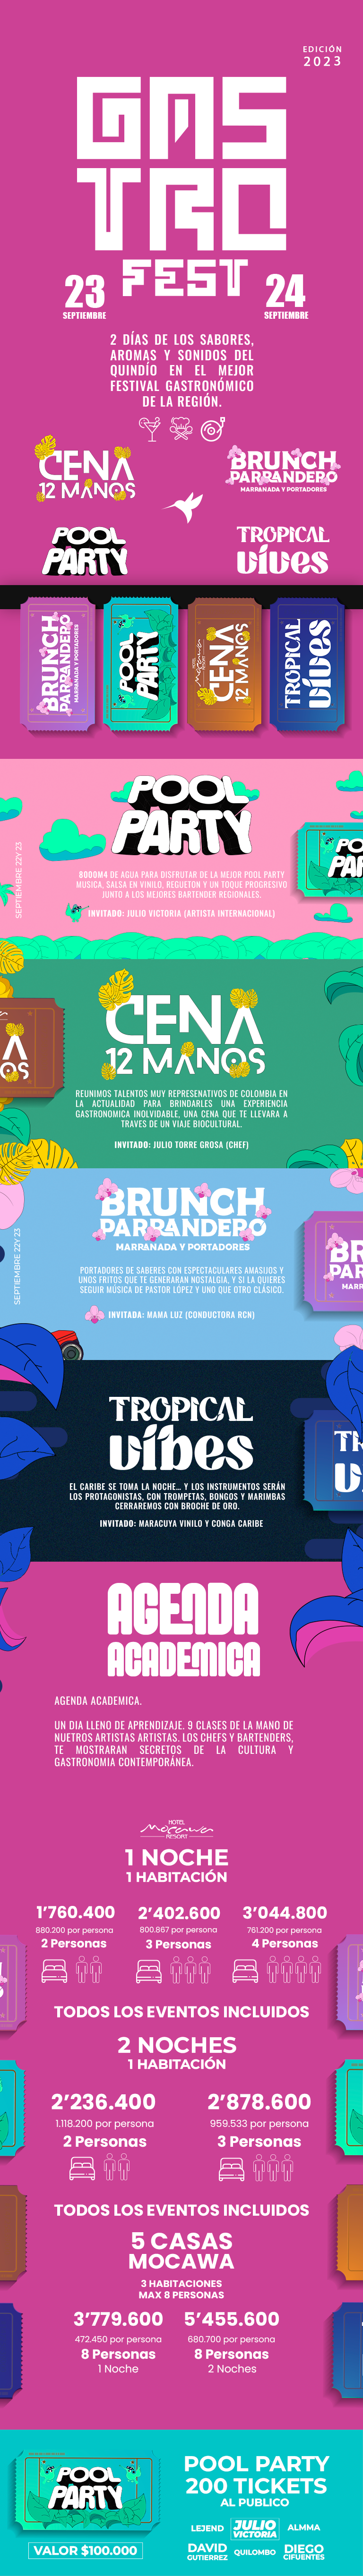 EDICIÓN
2023
GAS
TRO
FEST
23
SEPTIEMBRE
24
SEPTIEMBRE
2 DÍAS DE LOS SABORES,
AROMAS Y SONIDOS DEL
QUINDÍO EN EL MEJOR
FESTIVAL GASTRONÓMICO
DE LA REGIÓN.
CENA
12 MANOS
BRUNCH
PARRANDERO
MARRANADA Y PORTADORES
POOL
PARTY
TROPICAL
vives
BRUNCH
PARRANDERO
MARRANADA Y PORTADORES
POOL
PARTY
CENA
12 MANOS
TROPICAL
vives
SEPTIEMBRE 22Y 23
POOL
PARTY
8000M4 DE AGUA PARA DISFRUTAR DE LA MEJOR POOL PARTY
MUSICA, SALSA EN VINILO, REGUETON Y UN TOQUE PROGRESIVO
JUNTO A LOS MEJORES BARTENDER REGIONALES.
INVITADO: JULIO VICTORIA (ARTISTA INTERNACIONAL)
PO
PA
CENA
12 MANOS
A
OS
REUNIMOS TALENTOS MUY REPRESENATIVOS DE COLOMBIA EN
LA ACTUALIDAD PARA BRINDARLES UNA EXPERIENCIA
GASTRONOMICA INOLVIDABLE, UNA CENA QUE TE LLEVARA A
TRAVES DE UN VIAJE BIOCULTURAL.
INVITADO: JULIO TORRE GROSA (CHEF)
SEPTIEMBRE 22Y 23
BRUNCH
PARRANDERO
MARRANADA Y PORTADORES
PORTADORES DE SABERES CON ESPECTACULARES AMASIJOS Y
UNOS FRITOS QUE TE GENERARAN NOSTALGIA, Y SI LA QUIERES
SEGUIR MÚSICA DE PASTOR LÓPEZ Y UNO QUE OTRO CLÁSICO.
INVITADA: MAMA LUZ (CONDUCTORA RCN)
BR
PAR
MARR
TROPICAL
vibes
EL CARIBE SE TOMA LA NOCHE... Y LOS INSTRUMENTOS SERÁN
LOS PROTAGONISTAS, CON TROMPETAS, BONGOS Y MARIMBAS
CERRAREMOS CON BROCHE DE ORO.
INVITADO: MARACUYA VINILO Y CONGA CARIBE
AGENDA
ACADEMICA
AGENDA ACADEMICA.
UN DIA LLENO DE APRENDIZAJE. 9 CLASES DE LA MANO DE
NUETROS ARTISTAS ARTISTAS. LOS CHEFS Y BARTENDERS,
TE MOSTRARAN SECRETOS DE LA CULTURA Y
GASTRONOMIA CONTEMPORÁNEA.
HOTEL
Mocawa
RESORT
1 NOCHE
1 HABITACIÓN
1'760.400
880.200 por persona
2 Personas
2'402.600
800.867 por persona
3 Personas
3'044.800
761.200 por persona
4 Personas
TODOS LOS EVENTOS INCLUIDOS
2 NOCHES
1 HABITACIÓN
2'236.400
1.118.200 por persona
2 Personas
2'878.600
959.533 por persona
3 Personas
TODOS LOS EVENTOS INCLUIDOS
5 CASAS
MOCAWA
3 HABITACIONES
MAX 8 PERSONAS
3'779.600
472.450 por persona
8 Personas
1 Noche
5'455.600
680.700 por persona
8 Personas
2 Noches
POOL
PARTY
VALOR $100.000
POOL PARTY
200 TICKETS
AL PUBLICO
LEJEND
JULIO
VICTORIA
ALMMA
DAVID
GUTIERREZ
QUILOMBO
DIEGO
CIFUENTES